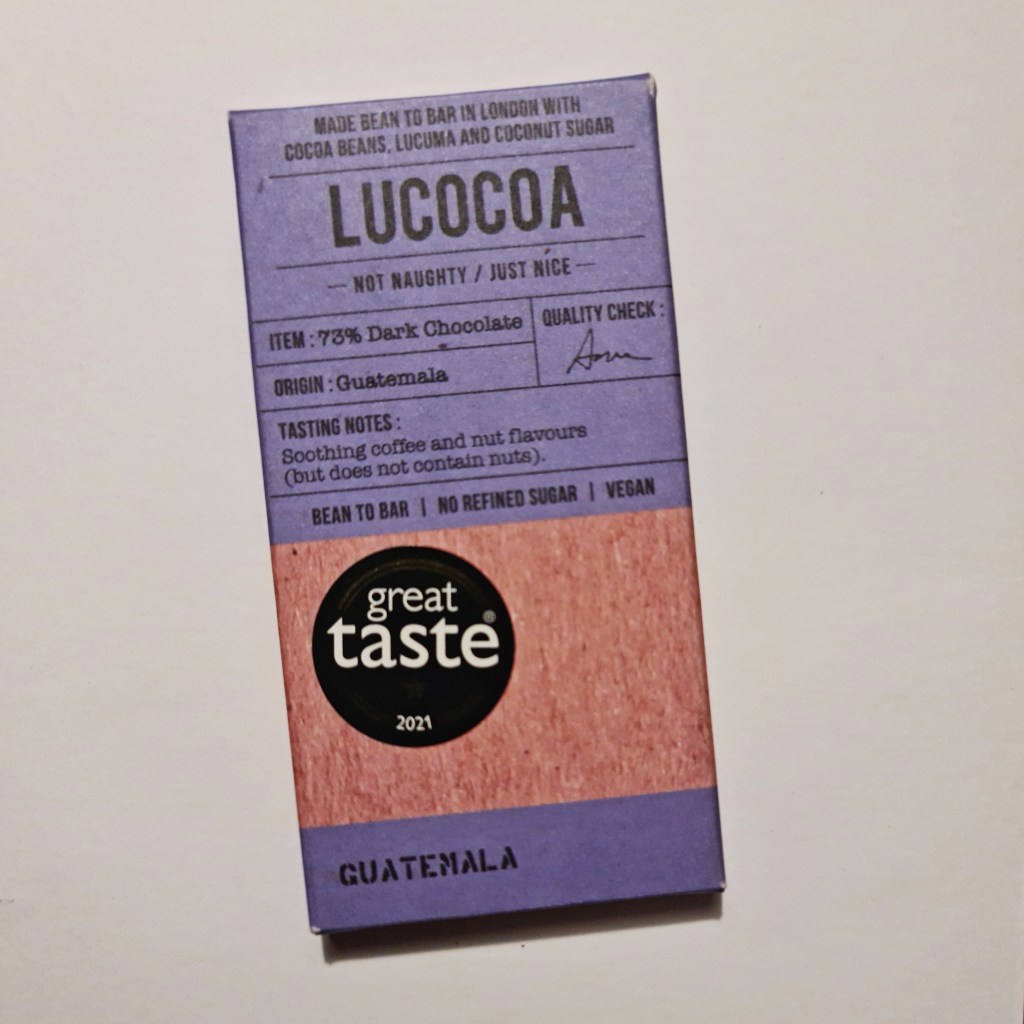 MADE BEAN TO BAR IN LONDON WITH
COCOA BEANS, LUCUMA AND COCONUT SUGAR
LUCOCOA
— NOT NAUGHTY / JUST NICE —
ITEM : 73% Dark Chocolate
QUALITY CHECK :
ORIGIN : Guatemala
TASTING NOTES :
Soothing coffee and nut flavours
(but does not contain nuts).
BEAN TO BAR | NO REFINED SUGAR | VEGAN
great
taste®
2021
GUATEMALA